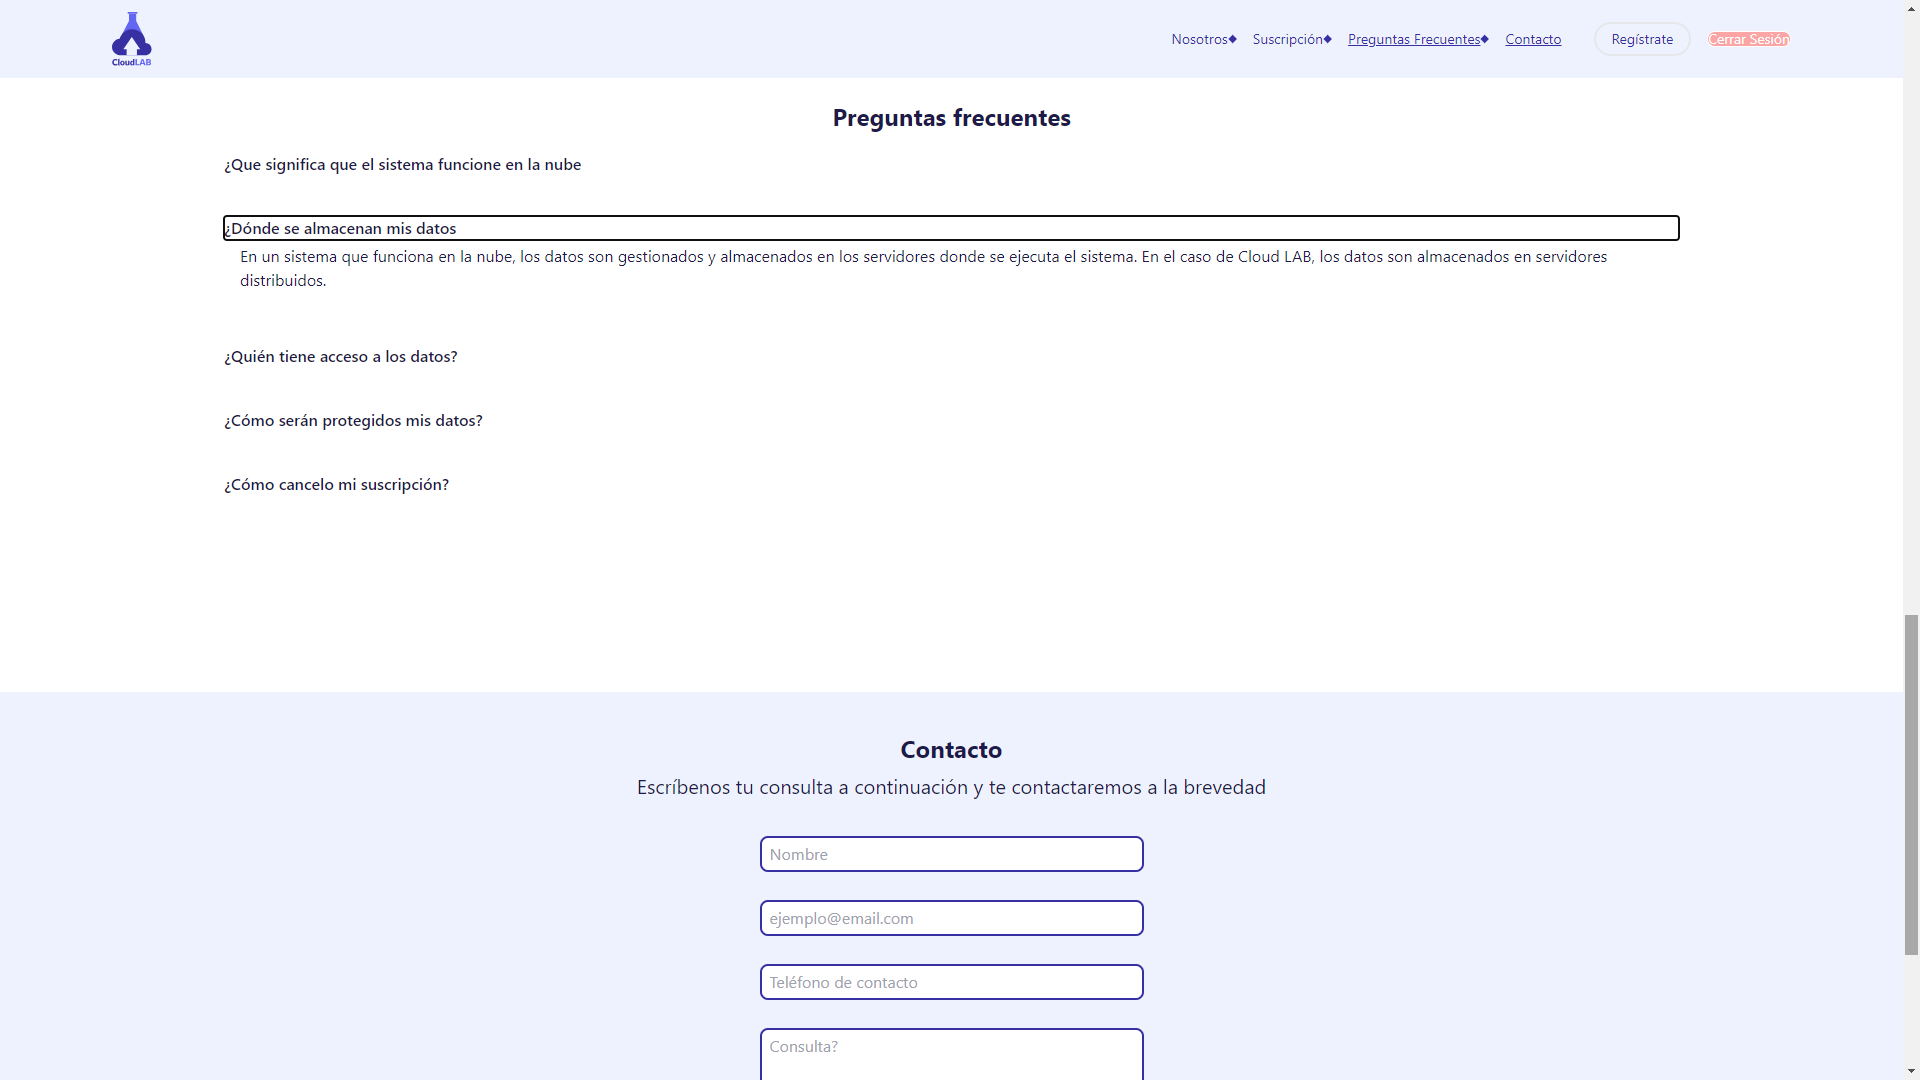 CloudLAB
Nosotros◆ Suscripción◆ Preguntas Frecuentes◆ Contacto Regístrate Cerrar Sesión
Preguntas frecuentes
¿Que significa que el sistema funcione en la nube
¿Dónde se almacenan mis datos
En un sistema que funciona en la nube, los datos son gestionados y almacenados en los servidores donde se ejecuta el sistema. En el caso de Cloud LAB, los datos son almacenados en servidores
distribuidos.
¿Quién tiene acceso a los datos?
¿Cómo serán protegidos mis datos?
¿Cómo cancelo mi suscripción?
Contacto
Escríbenos tu consulta a continuación y te contactaremos a la brevedad
Nombre
ejemplo@email.com
Teléfono de contacto
Consulta?